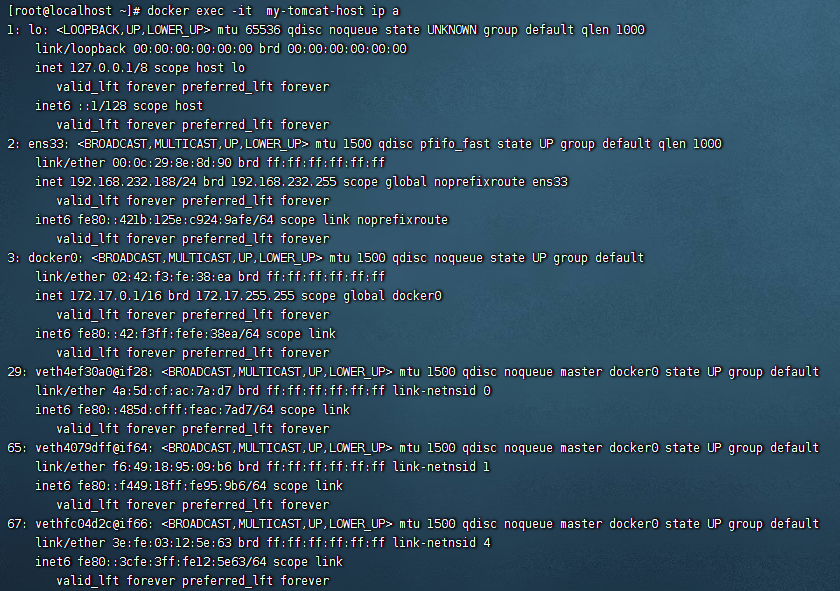 [root@localhost ~]# docker exec -it  my-tomcat-host ip a
1: lo: <LOOPBACK,UP,LOWER_UP> mtu 65536 qdisc noqueue state UNKNOWN group default qlen 1000
    link/loopback 00:00:00:00:00:00 brd 00:00:00:00:00:00
    inet 127.0.0.1/8 scope host lo
       valid_lft forever preferred_lft forever
    inet6 ::1/128 scope host
       valid_lft forever preferred_lft forever
2: ens33: <BROADCAST,MULTICAST,UP,LOWER_UP> mtu 1500 qdisc pfifo_fast state UP group default qlen 1000
    link/ether 00:0c:29:8e:8d:90 brd ff:ff:ff:ff:ff:ff
    inet 192.168.232.188/24 brd 192.168.232.255 scope global noprefixroute ens33
       valid_lft forever preferred_lft forever
    inet6 fe80::421b:125e:c924:9afe/64 scope link noprefixroute
       valid_lft forever preferred_lft forever
3: docker0: <BROADCAST,MULTICAST,UP,LOWER_UP> mtu 1500 qdisc noqueue state UP group default
    link/ether 02:42:f3:fe:38:ea brd ff:ff:ff:ff:ff:ff
    inet 172.17.0.1/16 brd 172.17.255.255 scope global docker0
       valid_lft forever preferred_lft forever
    inet6 fe80::42:f3ff:fefe:38ea/64 scope link
       valid_lft forever preferred_lft forever
29: veth4ef30a0@if28: <BROADCAST,MULTICAST,UP,LOWER_UP> mtu 1500 qdisc noqueue master docker0 state UP group default
    link/ether 4a:5d:cf:ac:7a:d7 brd ff:ff:ff:ff:ff:ff link-netnsid 0
    inet6 fe80::485d:cfff:feac:7ad7/64 scope link
       valid_lft forever preferred_lft forever
65: veth4079dff@if64: <BROADCAST,MULTICAST,UP,LOWER_UP> mtu 1500 qdisc noqueue master docker0 state UP group default
    link/ether f6:49:18:95:09:b6 brd ff:ff:ff:ff:ff:ff link-netnsid 1
    inet6 fe80::f449:18ff:fe95:9b6/64 scope link
       valid_lft forever preferred_lft forever
67: vethfc04d2c@if66: <BROADCAST,MULTICAST,UP,LOWER_UP> mtu 1500 qdisc noqueue master docker0 state UP group default
    link/ether 3e:fe:03:12:5e:63 brd ff:ff:ff:ff:ff:ff link-netnsid 4
    inet6 fe80::3cfe:3ff:fe12:5e63/64 scope link
       valid_lft forever preferred_lft forever